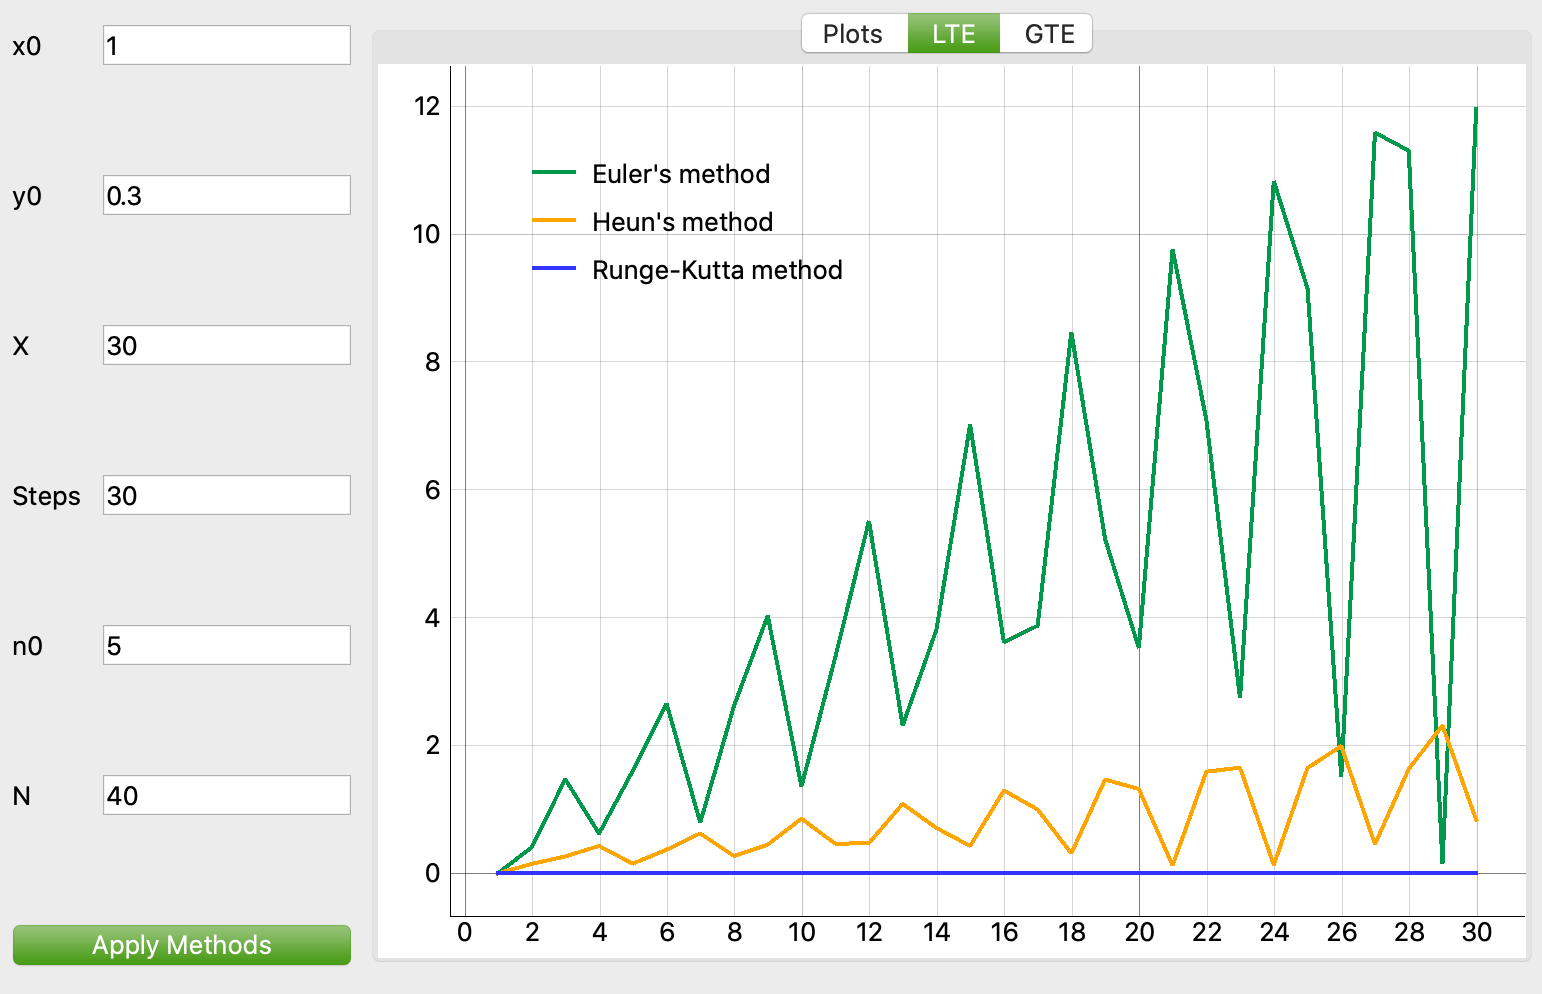 x0
1
y0
0.3
X
30
Steps
30
n0
5
N
40
Apply Methods
Plots LTE GTE
12
10
8
6
4
2
0
Euler's method
Heun's method
Runge-Kutta method
0 2 4 6 8 10 12 14 16 18 20 22 24 26 28 30